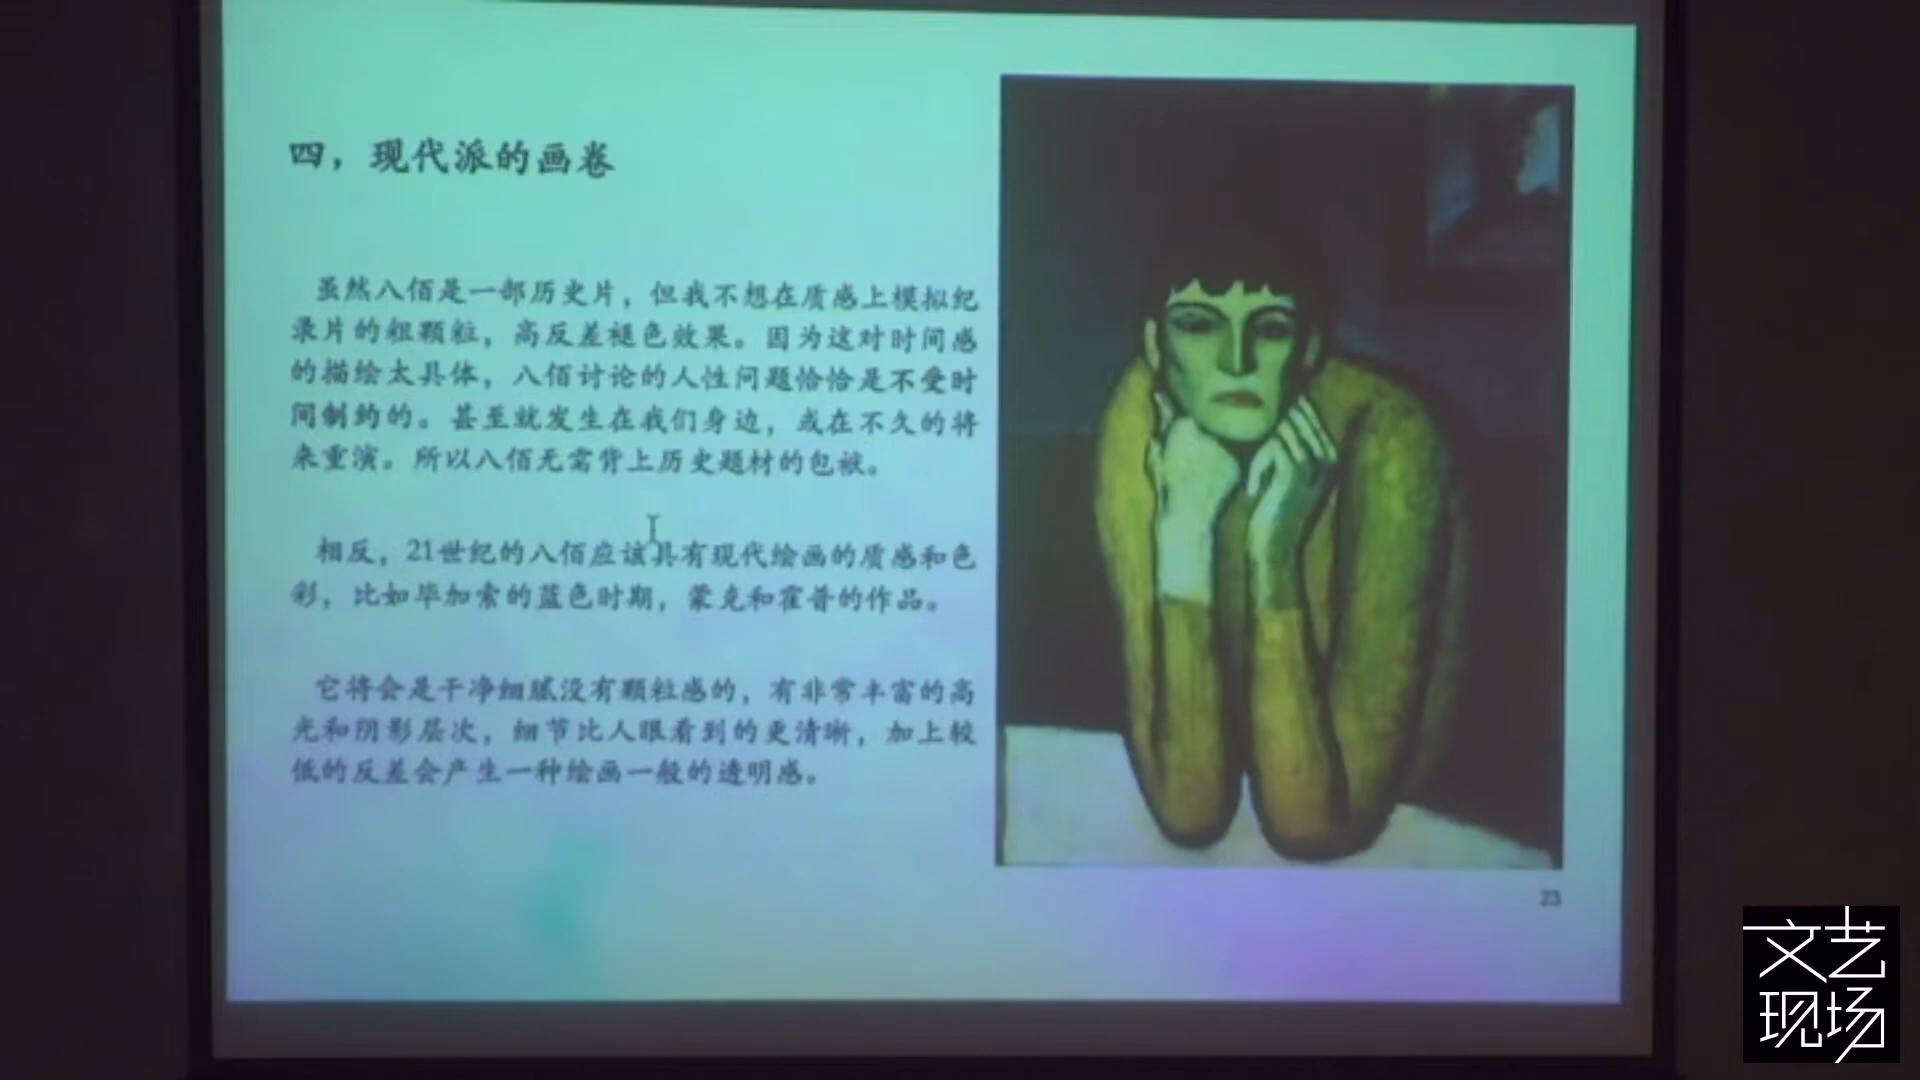 四，现代派的画卷
虽然八佰是一部历史片，但我不想在质感上模拟纪
录片的粗颗粒，高反差褪色效果。因为这对时间感
的描绘太具体，八佰讨论的人性问题恰恰是不受时
间制约的。甚至就发生在我们身边，或在不久的将
来重演。所以八佰无需背上历史题材的包袱。
相反，21世纪的八佰应该具有现代绘画的质感和色
彩，比如毕加索的蓝色时期，蒙克和霍普的作品。
它将会是干净细腻没有颗粒感的，有非常丰富的高
光和阴影层次，细节比人眼看到的更清晰，加上较
低的反差会产生一种绘画一般的透明感。
23
文艺
现场